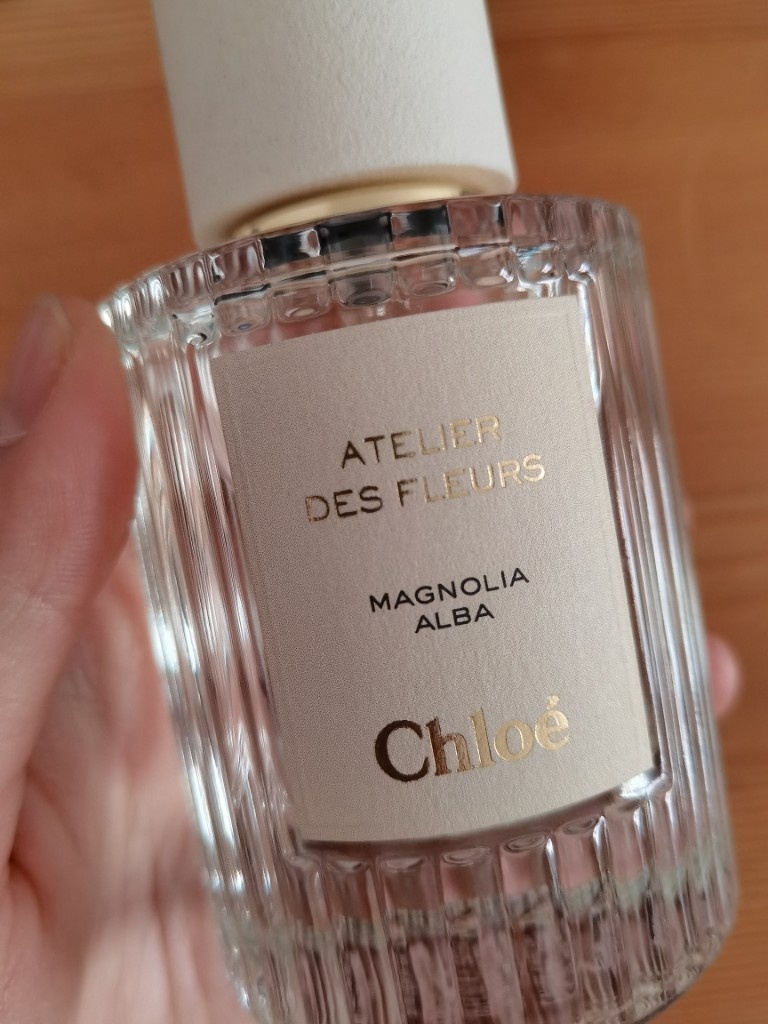 ATELIER
DES FLEURS
MAGNOLIA
ALBA
Chloé